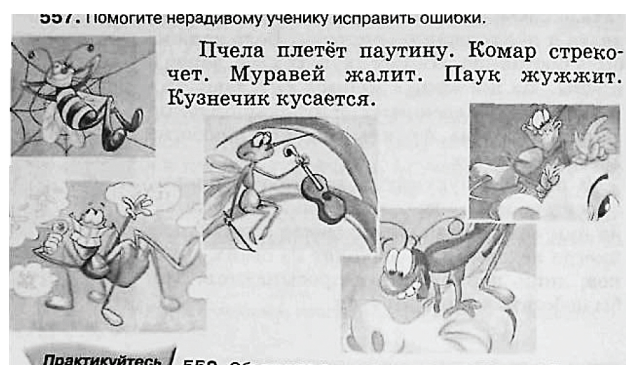 557. Помогите нерадивому ученику исправить ошибки.
Пчела плетёт паутину. Комар стреко-
чет. Муравей жалит. Паук жужжит.
Кузнечик кусается.
Практикуйтесь